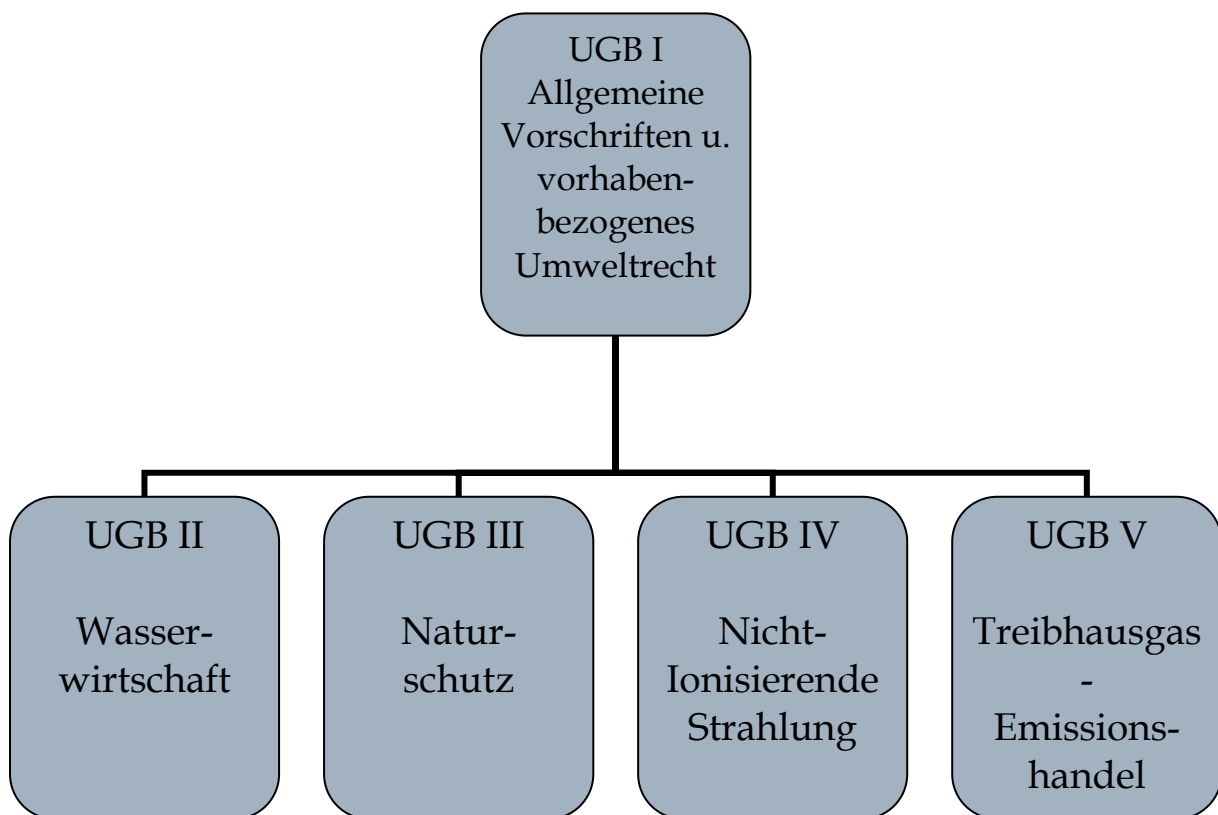 UGB I
Allgemeine
Vorschriften u.
vorhaben-
bezogenes
Umweltrecht
UGB II
Wasser-
wirtschaft
UGB III
Natur-
schutz
UGB IV
Nicht-
Ionisierende
Strahlung
UGB V
Treibhausgas
-
Emissions-
handel